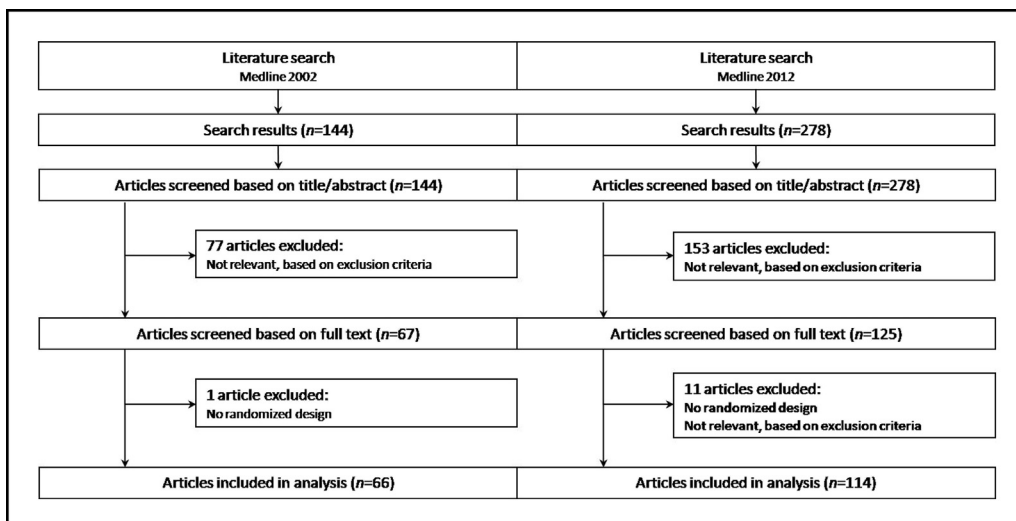 Literature search
Medline 2002
Literature search
Medline 2012
Search results (n=144)
Search results (n=278)
Articles screened based on title/abstract (n=144)
Articles screened based on title/abstract (n=278)
77 articles excluded:
Not relevant, based on exclusion criteria
153 articles excluded:
Not relevant, based on exclusion criteria
Articles screened based on full text (n=67)
Articles screened based on full text (n=125)
1 article excluded:
No randomized design
11 articles excluded:
No randomized design
Not relevant, based on exclusion criteria
Articles included in analysis (n=66)
Articles included in analysis (n=114)